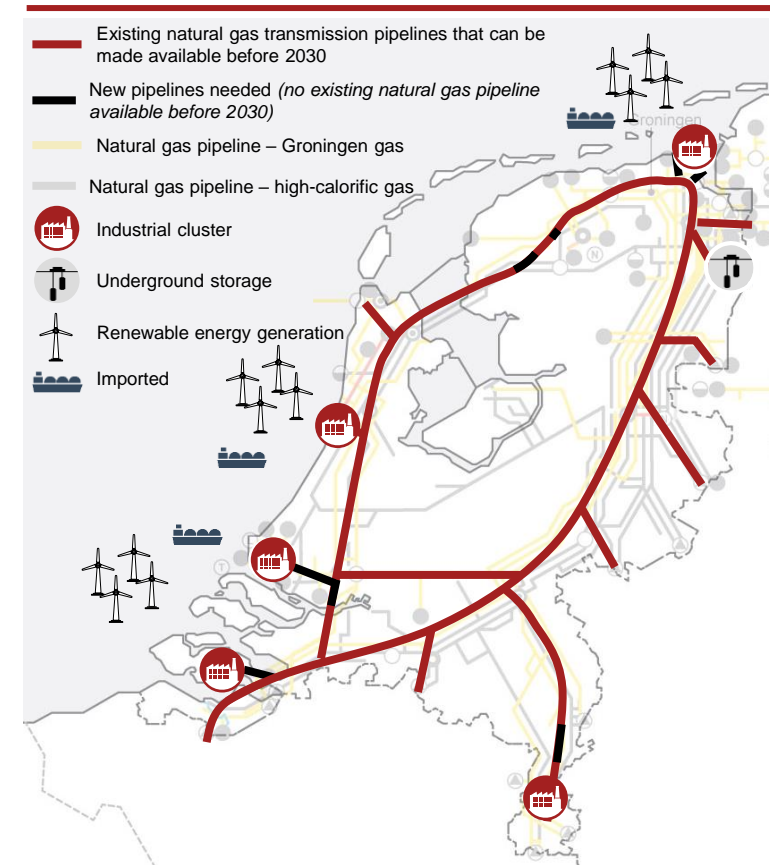 Existing natural gas transmission pipelines that can be
made available before 2030
New pipelines needed (no existing natural gas pipeline
available before 2030)
Natural gas pipeline – Groningen gas
Natural gas pipeline – high-calorific gas
Industrial cluster
Underground storage
Renewable energy generation
Imported
Groningen
N
T